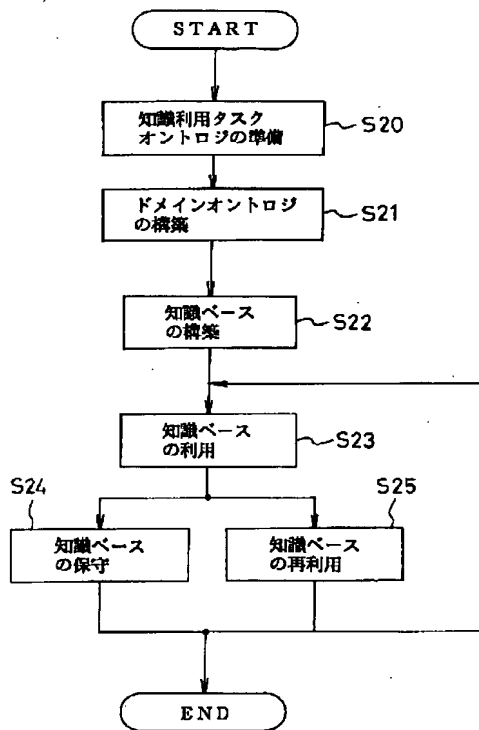 START
知識利用タスク
オントロジの準備
S20
ドメインオントロジ
の構築
S21
知識ベース
の構築
S22
知識ベース
の利用
S23
S24
知識ベース
の保守
S25
知識ベース
の再利用
END